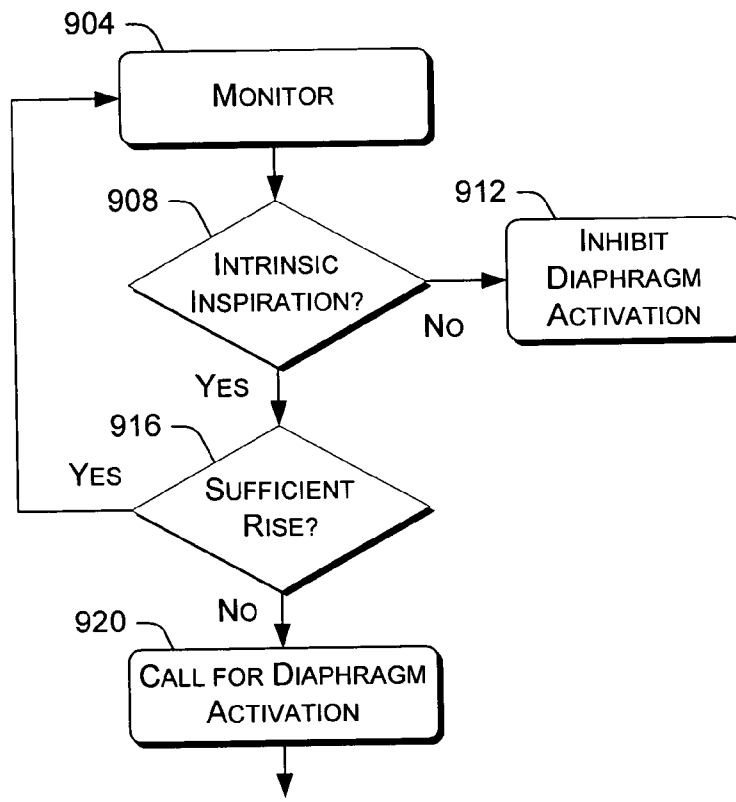 904
MONITOR
908
INTRINSIC
INSPIRATION?
912
INHIBIT
DIAPHRAGM
ACTIVATION
NO
YES
916
YES
SUFFICIENT
RISE?
NO
920
CALL FOR DIAPHRAGM
ACTIVATION